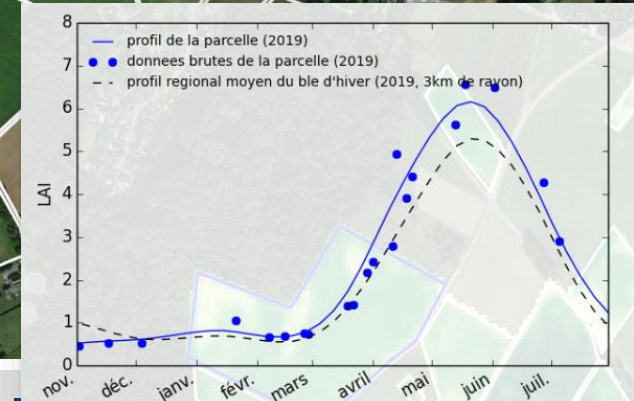 profil de la parcelle (2019)
donnees brutes de la parcelle (2019)
profil regional moyen du ble d'hiver (2019, 3km de rayon)
LAI
8
7
6
5
4
3
2
1
0
nov. déc. janv. févr. mars avril mai juin juil.